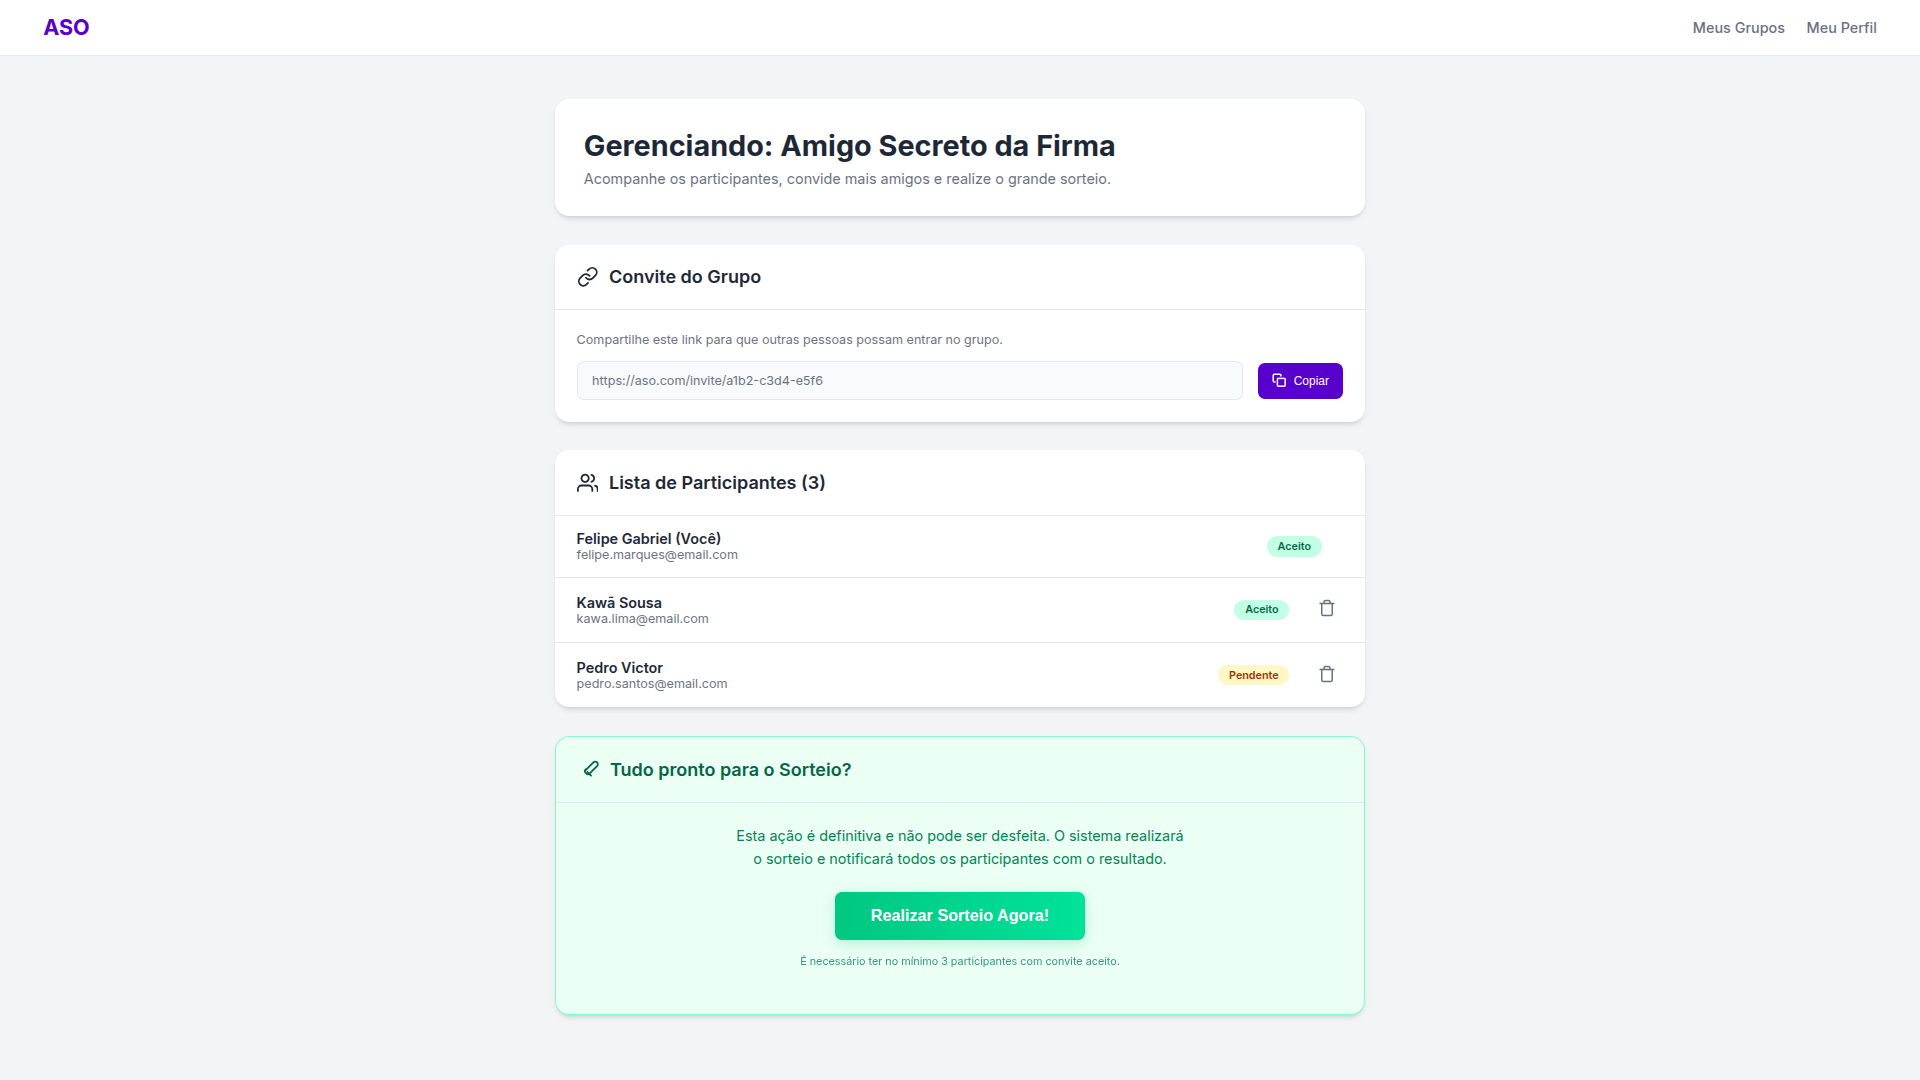 ASO
Meus Grupos
Meu Perfil
Gerenciando: Amigo Secreto da Firma
Acompanhe os participantes, convide mais amigos e realize o grande sorteio.
Convite do Grupo
Compartilhe este link para que outras pessoas possam entrar no grupo.
https://aso.com/invite/a1b2-c3d4-e5f6
Copiar
Lista de Participantes (3)
Felipe Gabriel (Você)
felipe.marques@email.com
Aceito
Kawã Sousa
kawa.lima@email.com
Aceito
Pedro Victor
pedro.santos@email.com
Pendente
Tudo pronto para o Sorteio?
Esta ação é definitiva e não pode ser desfeita. O sistema realizará
o sorteio e notificará todos os participantes com o resultado.
Realizar Sorteio Agora!
É necessário ter no mínimo 3 participantes com convite aceito.